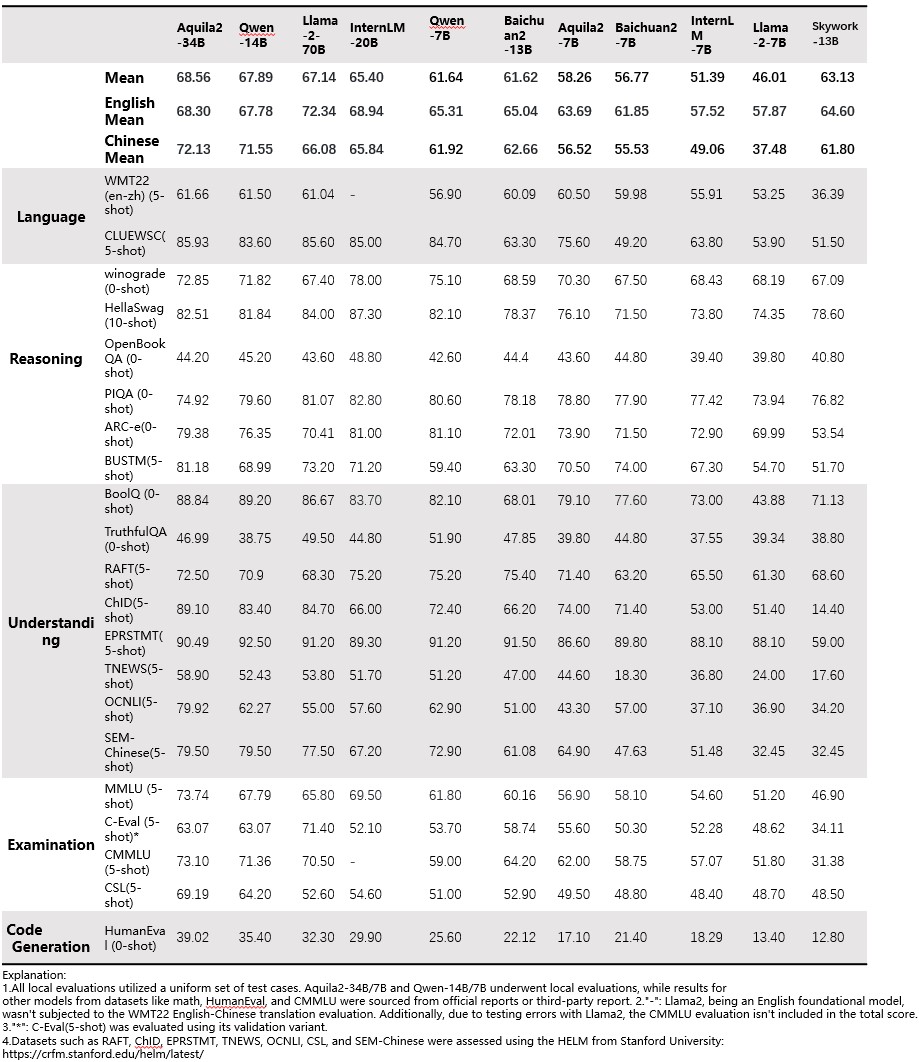 Aquila2-34B Qwen-14B Llama-2-70B InternLM-20B Qwen-7B Baichuan2-13B Aquila2-7B Baichuan2-7B InternLM-7B Llama-2-7B Skywork-13B
Mean 68.56 67.89 67.14 65.40 61.64 61.62 58.26 56.77 51.39 46.01 63.13
English Mean 68.30 67.78 72.34 68.94 65.31 65.04 63.69 61.85 57.52 57.87 64.60
Chinese Mean 72.13 71.55 66.08 65.84 61.92 62.66 56.52 55.53 49.06 37.48 61.80
Language
WMT22 (en-zh) (5-shot) 61.66 61.50 61.04 - 56.90 60.09 60.50 59.98 55.91 53.25 36.39
CLUEWSC(5-shot) 85.93 83.60 85.60 85.00 84.70 63.30 75.60 49.20 63.80 53.90 51.50
Reasoning
winograde (0-shot) 72.85 71.82 67.40 78.00 75.10 68.59 70.30 67.50 68.43 68.19 67.09
HellaSwag (10-shot) 82.51 81.84 84.00 87.30 82.10 78.37 76.10 71.50 73.80 74.35 78.60
OpenBookQA (0-shot) 44.20 45.20 43.60 48.80 42.60 44.4 43.60 44.80 39.40 39.80 40.80
PIQA (0-shot) 74.92 79.60 81.07 82.80 80.60 78.18 78.80 77.90 77.42 73.94 76.82
ARC-e(0-shot) 79.38 76.35 70.41 81.00 81.10 72.01 73.90 71.50 72.90 69.99 53.54
BUSTM(5-shot) 81.18 68.99 73.20 71.20 59.40 63.30 70.50 74.00 67.30 54.70 51.70
Understanding
BoolQ (0-shot) 88.84 89.20 86.67 83.70 82.10 68.01 79.10 77.60 73.00 43.88 71.13
TruthfulQA (0-shot) 46.99 38.75 49.50 44.80 51.90 47.85 39.80 44.80 37.55 39.34 38.80
RAFT(5-shot) 72.50 70.9 68.30 75.20 75.20 75.40 71.40 63.20 65.50 61.30 68.60
ChID(5-shot) 89.10 83.40 84.70 66.00 72.40 66.20 74.00 71.40 53.00 51.40 14.40
EPRSTMT(5-shot) 90.49 92.50 91.20 89.30 91.20 91.50 86.60 89.80 88.10 88.10 59.00
TNEWS(5-shot) 58.90 52.43 53.80 51.70 51.20 47.00 44.60 18.30 36.80 24.00 17.60
OCNLI(5-shot) 79.92 62.27 55.00 57.60 62.90 51.00 43.30 57.00 37.10 36.90 34.20
SEM-Chinese(5-shot) 79.50 79.50 77.50 67.20 72.90 61.08 64.90 47.63 51.48 32.45 32.45
Examination
MMLU (5-shot) 73.74 67.79 65.80 69.50 61.80 60.16 56.90 58.10 54.60 51.20 46.90
C-Eval (5-shot)* 63.07 63.07 71.40 52.10 53.70 58.74 55.60 50.30 52.28 48.62 34.11
CMMLU (5-shot) 73.10 71.36 70.50 - 59.00 64.20 62.00 58.75 57.07 51.80 31.38
CSL(5-shot) 69.19 64.20 52.60 54.60 51.00 52.90 49.50 48.80 48.40 48.70 48.50
Code Generation
HumanEval (0-shot) 39.02 35.40 32.30 29.90 25.60 22.12 17.10 21.40 18.29 13.40 12.80
Explanation:
1.All local evaluations utilized a uniform set of test cases. Aquila2-34B/7B and Qwen-14B/7B underwent local evaluations, while results for
other models from datasets like math, HumanEval, and CMMLU were sourced from official reports or third-party report. 2."-": Llama2, being an English foundational model,
wasn't subjected to the WMT22 English-Chinese translation evaluation. Additionally, due to testing errors with Llama2, the CMMLU evaluation isn't included in the total score.
3."*": C-Eval(5-shot) was evaluated using its validation variant.
4.Datasets such as RAFT, ChID, EPRSTMT, TNEWS, OCNLI, CSL, and SEM-Chinese were assessed using the HELM from Stanford University:
https://crfm.stanford.edu/helm/latest/